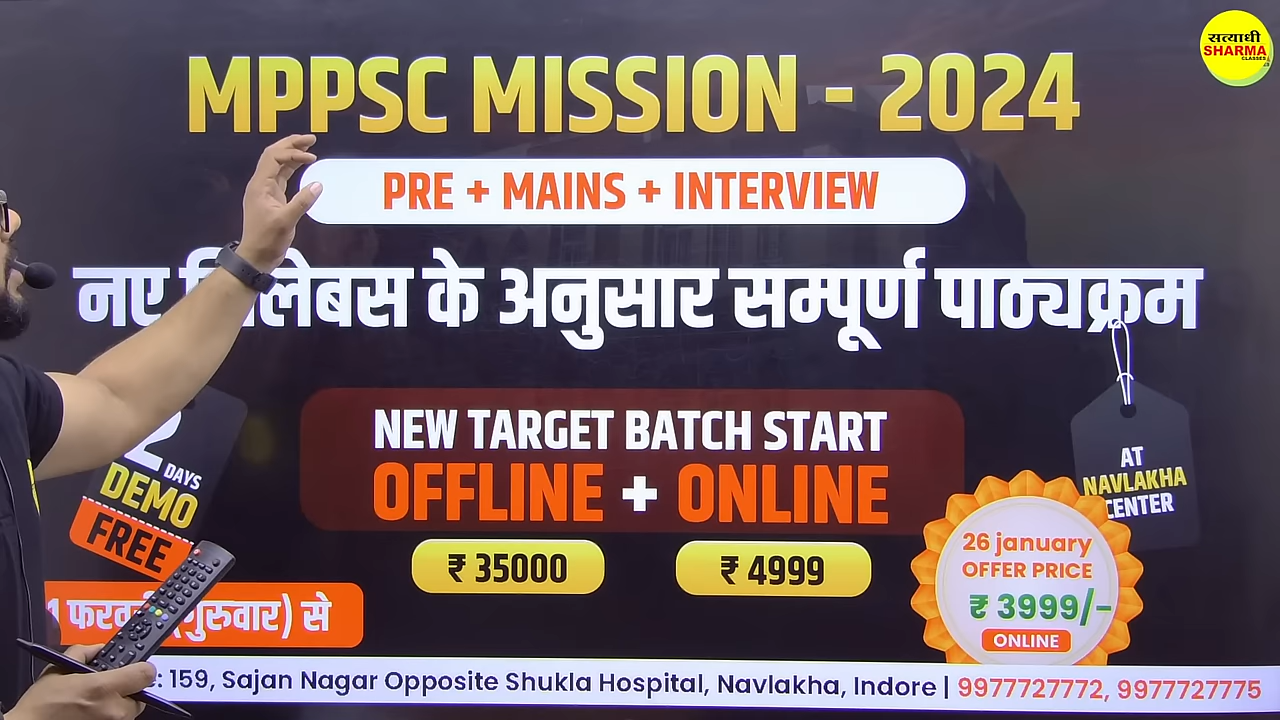 सत्याधी
SHARMA
CLASSES
MPPSC MISSION - 2024
PRE + MAINS + INTERVIEW
नए के अनुसार सम्पूर्ण पाठ्यक्रम
NEW TARGET BATCH START
OFFLINE + ONLINE
₹ 35000
₹ 4999
2
DAYS
DEMO
FREE
AT
NAVLAKHA
CENTER
26 january
OFFER PRICE
₹ 3999/-
ONLINE
(गुरुवार) से
159, Sajan Nagar Opposite Shukla Hospital, Navlakha, Indore | 9977727772, 9977727775